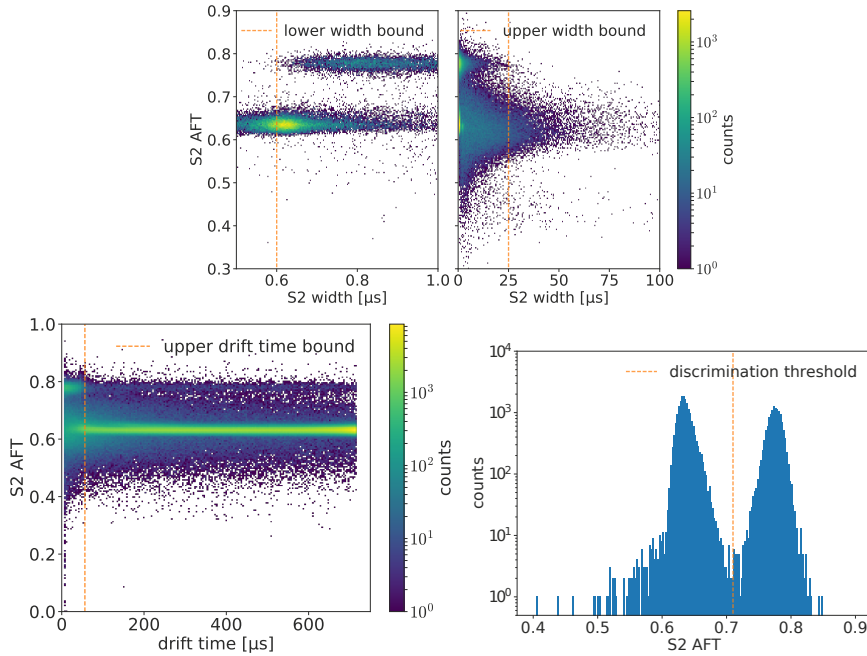 lower width bound
upper width bound
0.9
0.8
0.7
0.6
0.5
0.4
0.3
S2 AFT
0.6 0.8 1.0
S2 width [µs]
0 25 50 75 100
S2 width [µs]
10³
10²
10¹
10⁰
counts
upper drift time bound
1.0
0.8
0.6
0.4
0.2
0.0
S2 AFT
0 200 400 600
drift time [µs]
10³
10²
10¹
10⁰
counts
discrimination threshold
10⁴
10³
10²
10¹
10⁰
counts
0.4 0.5 0.6 0.7 0.8 0.9
S2 AFT